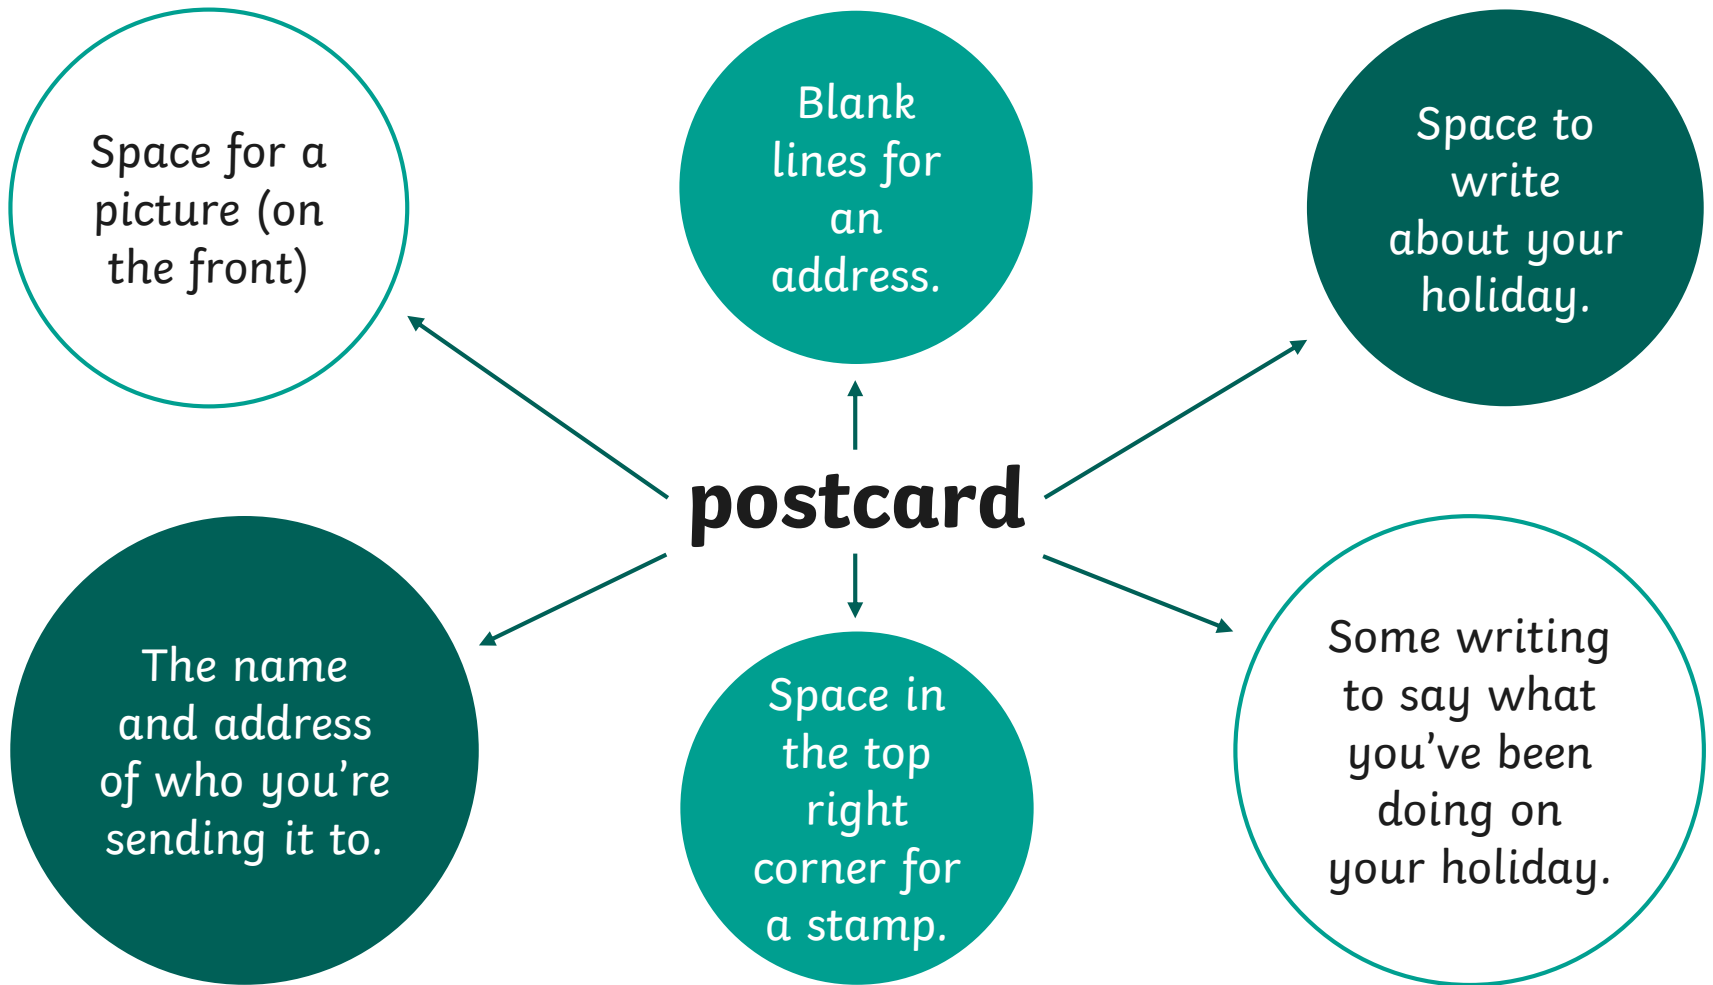 Space for a
picture (on
the front)
Blank
lines for
an
address.
Space to
write
about your
holiday.
postcard
The name
and address
of who you’re
sending it to.
Space in
the top
right
corner for
a stamp.
Some writing
to say what
you’ve been
doing on
your holiday.